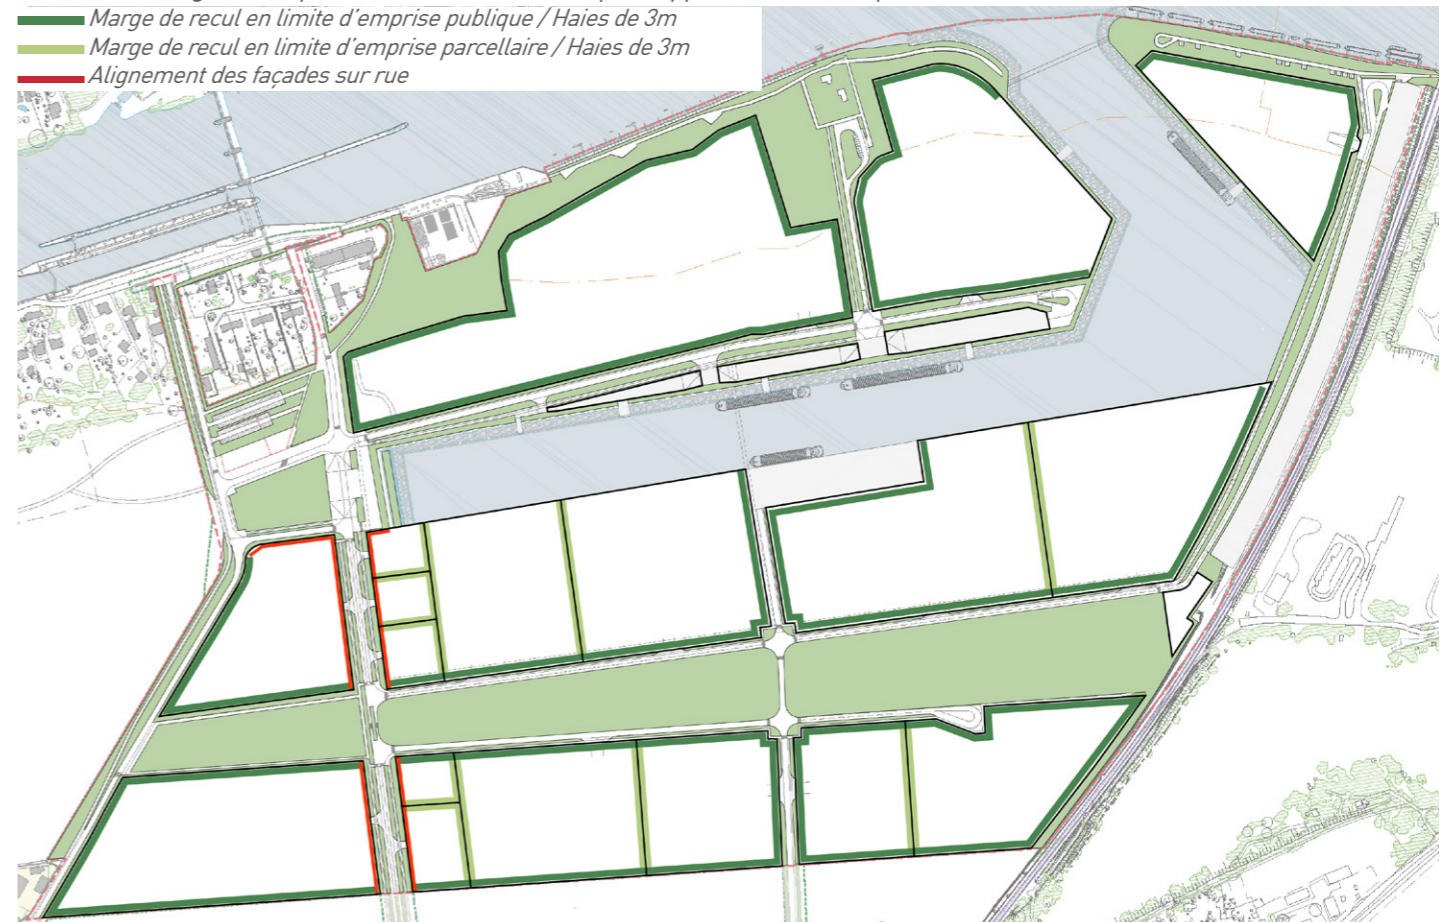 Marge de recul en limite d'emprise publique / Haies de 3m
Marge de recul en limite d'emprise parcellaire / Haies de 3m
Alignement des façades sur rue